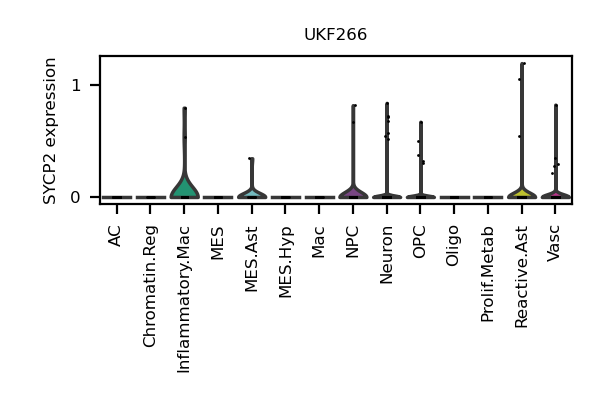 UKF266
SYCP2 expression
1
0
AC
Chromatin.Reg
Inflammatory.Mac
MES
MES.Ast
MES.Hyp
Mac
NPC
Neuron
OPC
Oligo
Prolif.Metab
Reactive.Ast
Vasc